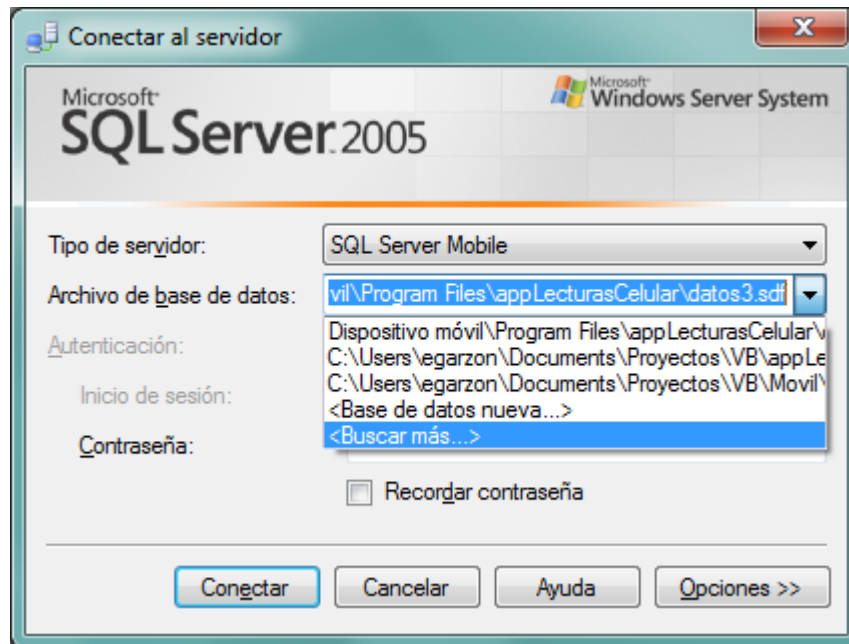 Conectar al servidor
Microsoft
SQL Server 2005
Microsoft
Windows Server System
Tipo de servidor:
SQL Server Mobile
Archivo de base de datos:
vil\Program Files\appLecturasCelular\datos3.sdf
Dispositivo móvil\Program Files\appLecturasCelular\
Autenticación:
C:\Users\egarzon\Documents\Proyectos\VB\appLe
C:\Users\egarzon\Documents\Proyectos\VB\Movil\
Inicio de sesión:
<Base de datos nueva...>
<Buscar más...>
Contraseña:
Recordar contraseña
Conectar
Cancelar
Ayuda
Opciones >>